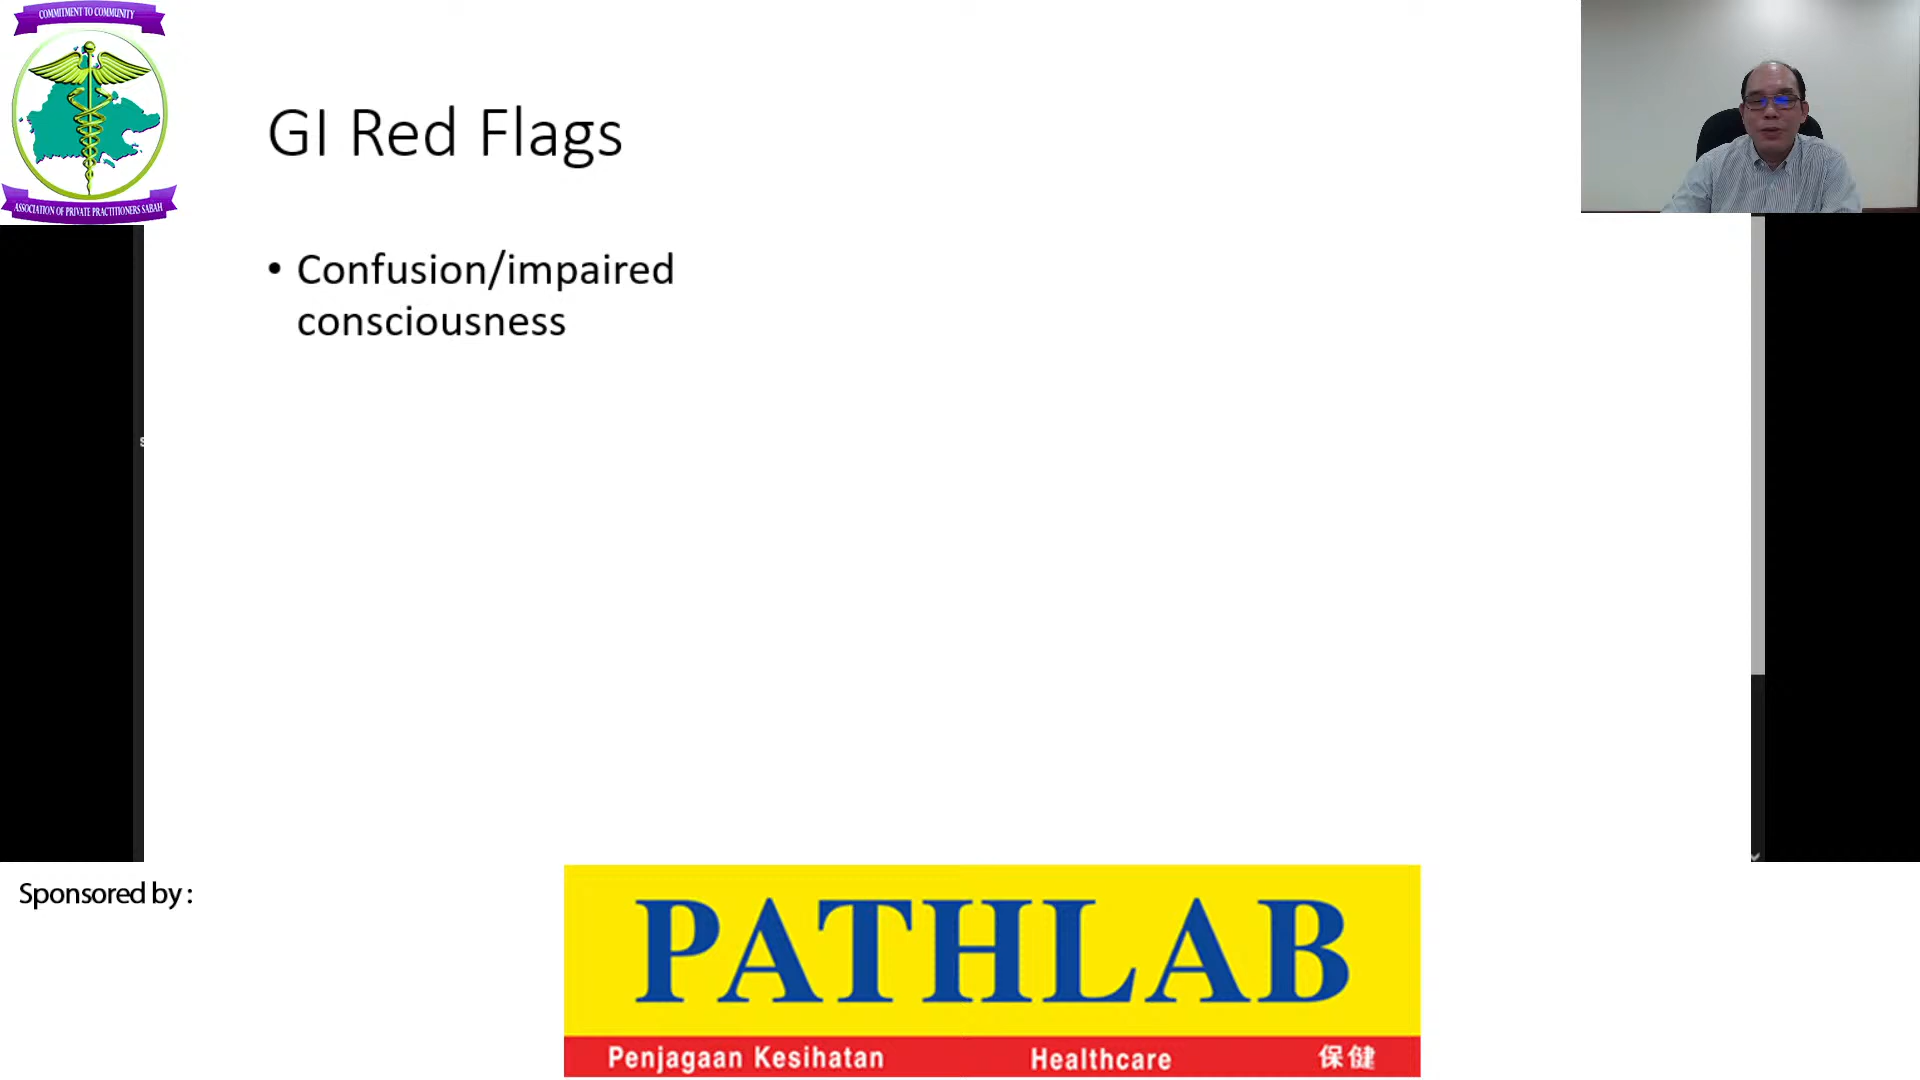 COMMITMENT TO COMMUNITY
ASSOCIATION OF PRIVATE PRACTITIONERS SABAH
GI Red Flags
• Confusion/impaired
consciousness
Sponsored by :
PATHLAB
Penjagaan Kesihatan Healthcare 保健